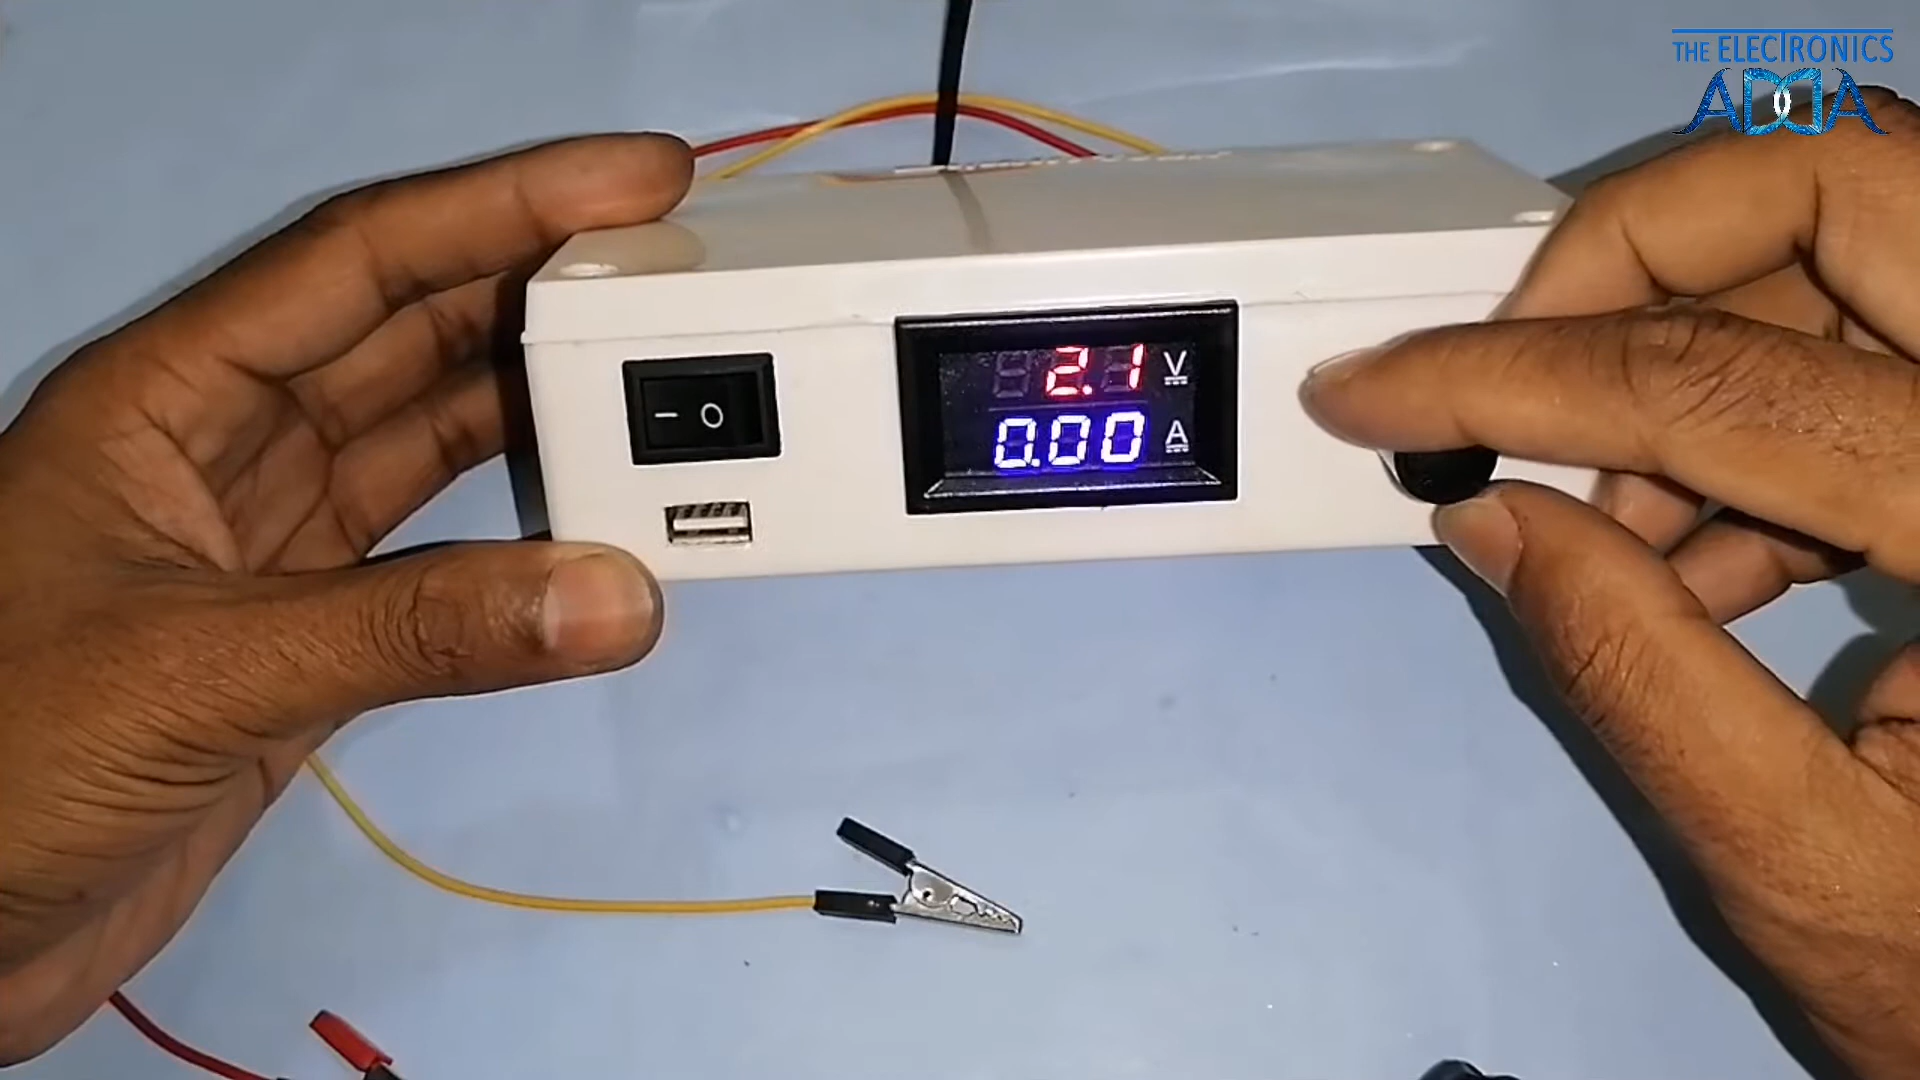 THE ELECTRONICS
ADDA
2.1 V
0.00 A
– O